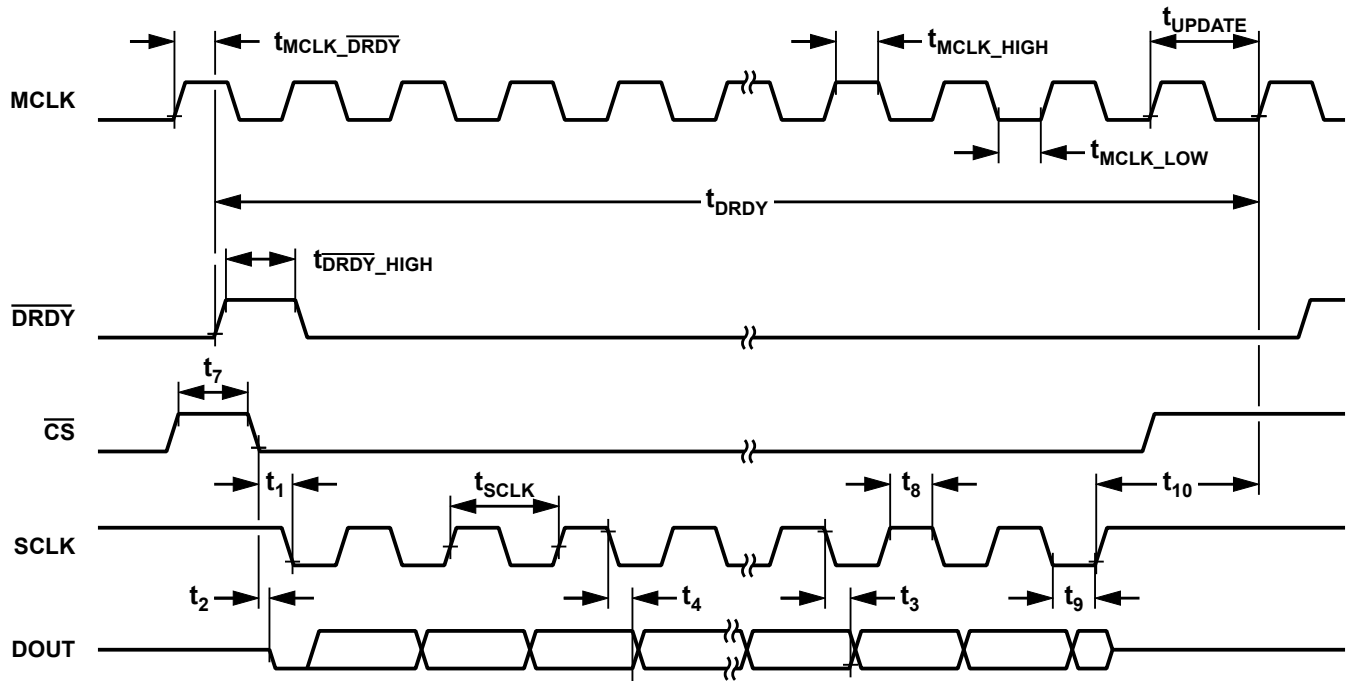 tMCLK_DRDY
tMCLK_HIGH
tUPDATE
MCLK
tMCLK_LOW
tDRDY
tDRDY_HIGH
DRDY
t7
CS
t1
tSCLK
t8
t10
SCLK
t2
t4
t3
t9
DOUT